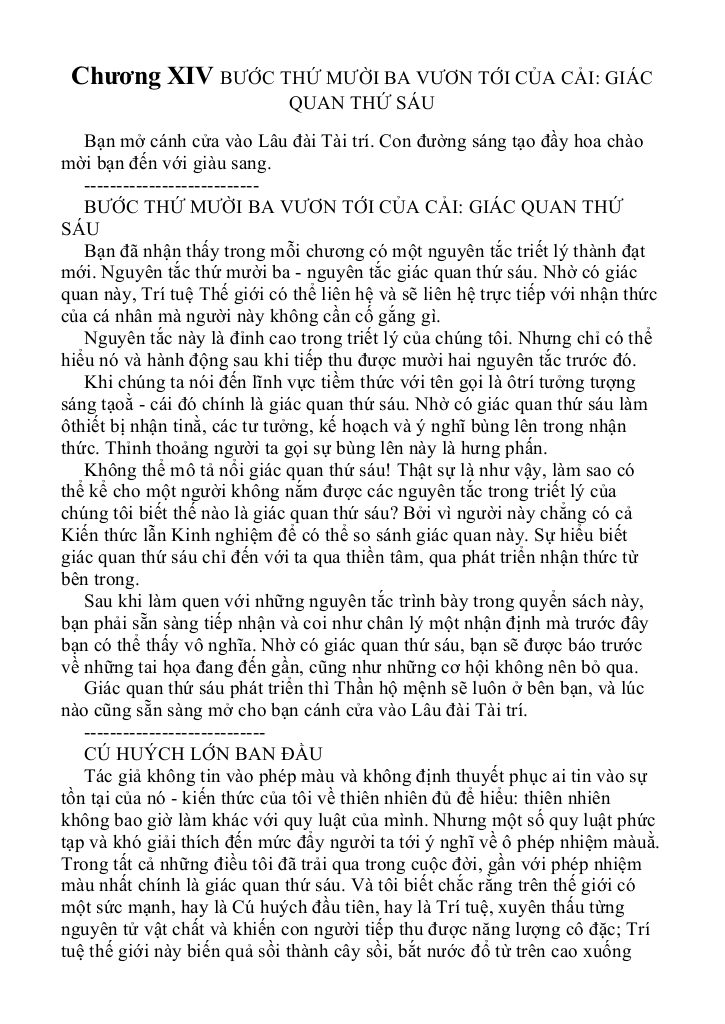 Chương XIV BƯỚC THỨ MƯỜI BA VƯƠN TỚI CỦA CẢI: GIÁC
QUAN THỨ SÁU
Bạn mở cánh cửa vào Lâu đài Tài trí. Con đường sáng tạo đầy hoa chào
mời bạn đến với giàu sang.
---------------------------
BƯỚC THỨ MƯỜI BA VƯƠN TỚI CỦA CẢI: GIÁC QUAN THỨ
SÁU
Bạn đã nhận thấy trong mỗi chương có một nguyên tắc triết lý thành đạt
mới. Nguyên tắc thứ mười ba - nguyên tắc giác quan thứ sáu. Nhờ có giác
quan này, Trí tuệ Thế giới có thể liên hệ và sẽ liên hệ trực tiếp với nhận thức
của cá nhân mà người này không cần cố gắng gì.
Nguyên tắc này là đỉnh cao trong triết lý của chúng tôi. Nhưng chỉ có thể
hiểu nó và hành động sau khi tiếp thu được mười hai nguyên tắc trước đó.
Khi chúng ta nói đến lĩnh vực tiềm thức với tên gọi là ôtrí tưởng tượng
sáng tạoằ - cái đó chính là giác quan thứ sáu. Nhờ có giác quan thứ sáu làm
ôthiết bị nhận tinằ, các tư tưởng, kế hoạch và ý nghĩ bùng lên trong nhận
thức. Thỉnh thoảng người ta gọi sự bùng lên này là hưng phấn.
Không thể mô tả nổi giác quan thứ sáu! Thật sự là như vậy, làm sao có
thể kể cho một người không nắm được các nguyên tắc trong triết lý của
chúng tôi biết thế nào là giác quan thứ sáu? Bởi vì người này chẳng có cả
Kiến thức lẫn Kinh nghiệm để có thể so sánh giác quan này. Sự hiểu biết
giác quan thứ sáu chỉ đến với ta qua thiền tâm, qua phát triển nhận thức từ
bên trong.
Sau khi làm quen với những nguyên tắc trình bày trong quyển sách này,
bạn phải sẵn sàng tiếp nhận và coi như chân lý một nhận định mà trước đây
bạn có thể thấy vô nghĩa. Nhờ có giác quan thứ sáu, bạn sẽ được báo trước
về những tai họa đang đến gần, cũng như những cơ hội không nên bỏ qua.
Giác quan thứ sáu phát triển thì Thần hộ mệnh sẽ luôn ở bên bạn, và lúc
nào cũng sẵn sàng mở cho bạn cánh cửa vào Lâu đài Tài trí.
----------------------------
CÚ HUÝCH LỚN BAN ĐẦU
Tác giả không tin vào phép màu và không định thuyết phục ai tin vào sự
tồn tại của nó - kiến thức của tôi về thiên nhiên đủ để hiểu: thiên nhiên
không bao giờ làm khác với quy luật của mình. Nhưng một số quy luật phức
tạp và khó giải thích đến mức đẩy người ta tới ý nghĩ về ô phép nhiệm màuằ.
Trong tất cả những điều tôi đã trải qua trong cuộc đời, gần với phép nhiệm
màu nhất chính là giác quan thứ sáu. Và tôi biết chắc rằng trên thế giới có
một sức mạnh, hay là Cú huých đầu tiên, hay là Trí tuệ, xuyên thấu từng
nguyên tử vật chất và khiến con người tiếp thu được năng lượng cô đặc; Trí
tuệ thế giới này biến quả sồi thành cây sồi, bắt nước đổ từ trên cao xuống